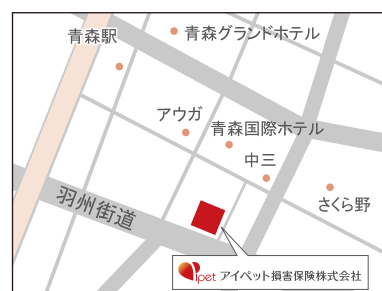 青森グランドホテル
青森駅
アウガ
青森国際ホテル
中三
さくら野
羽州街道
ipet アイペット損害保険株式会社